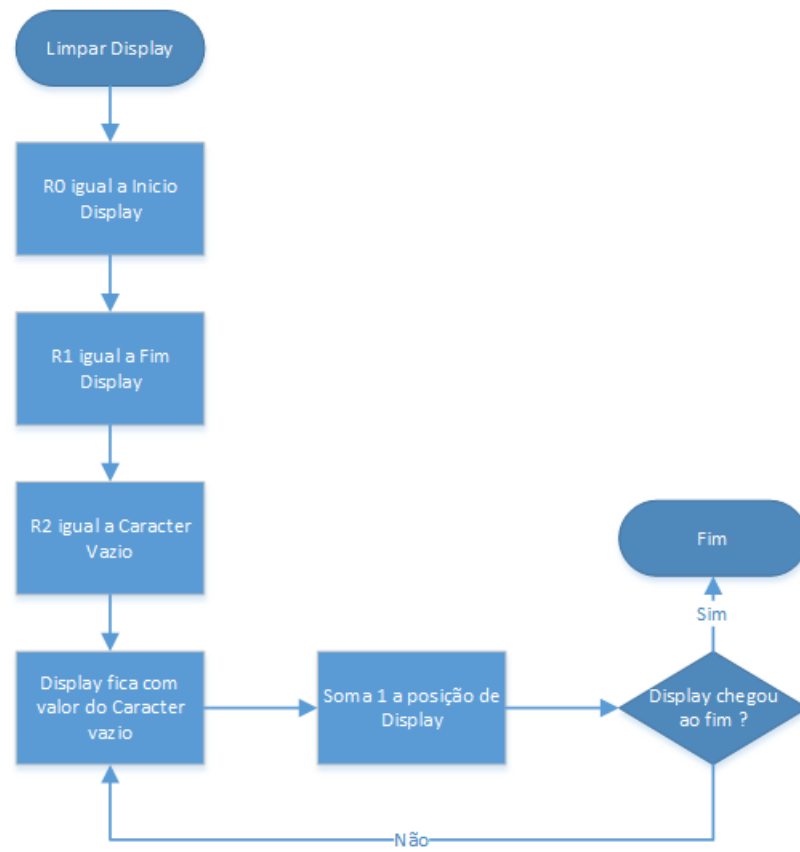 Limpar Display
R0 igual a Inicio
Display
R1 igual a Fim
Display
R2 igual a Caracter
Vazio
Display fica com
valor do Caracter
vazio
Soma 1 a posição de
Display
Display chegou
ao fim ?
Sim
Fim
Não